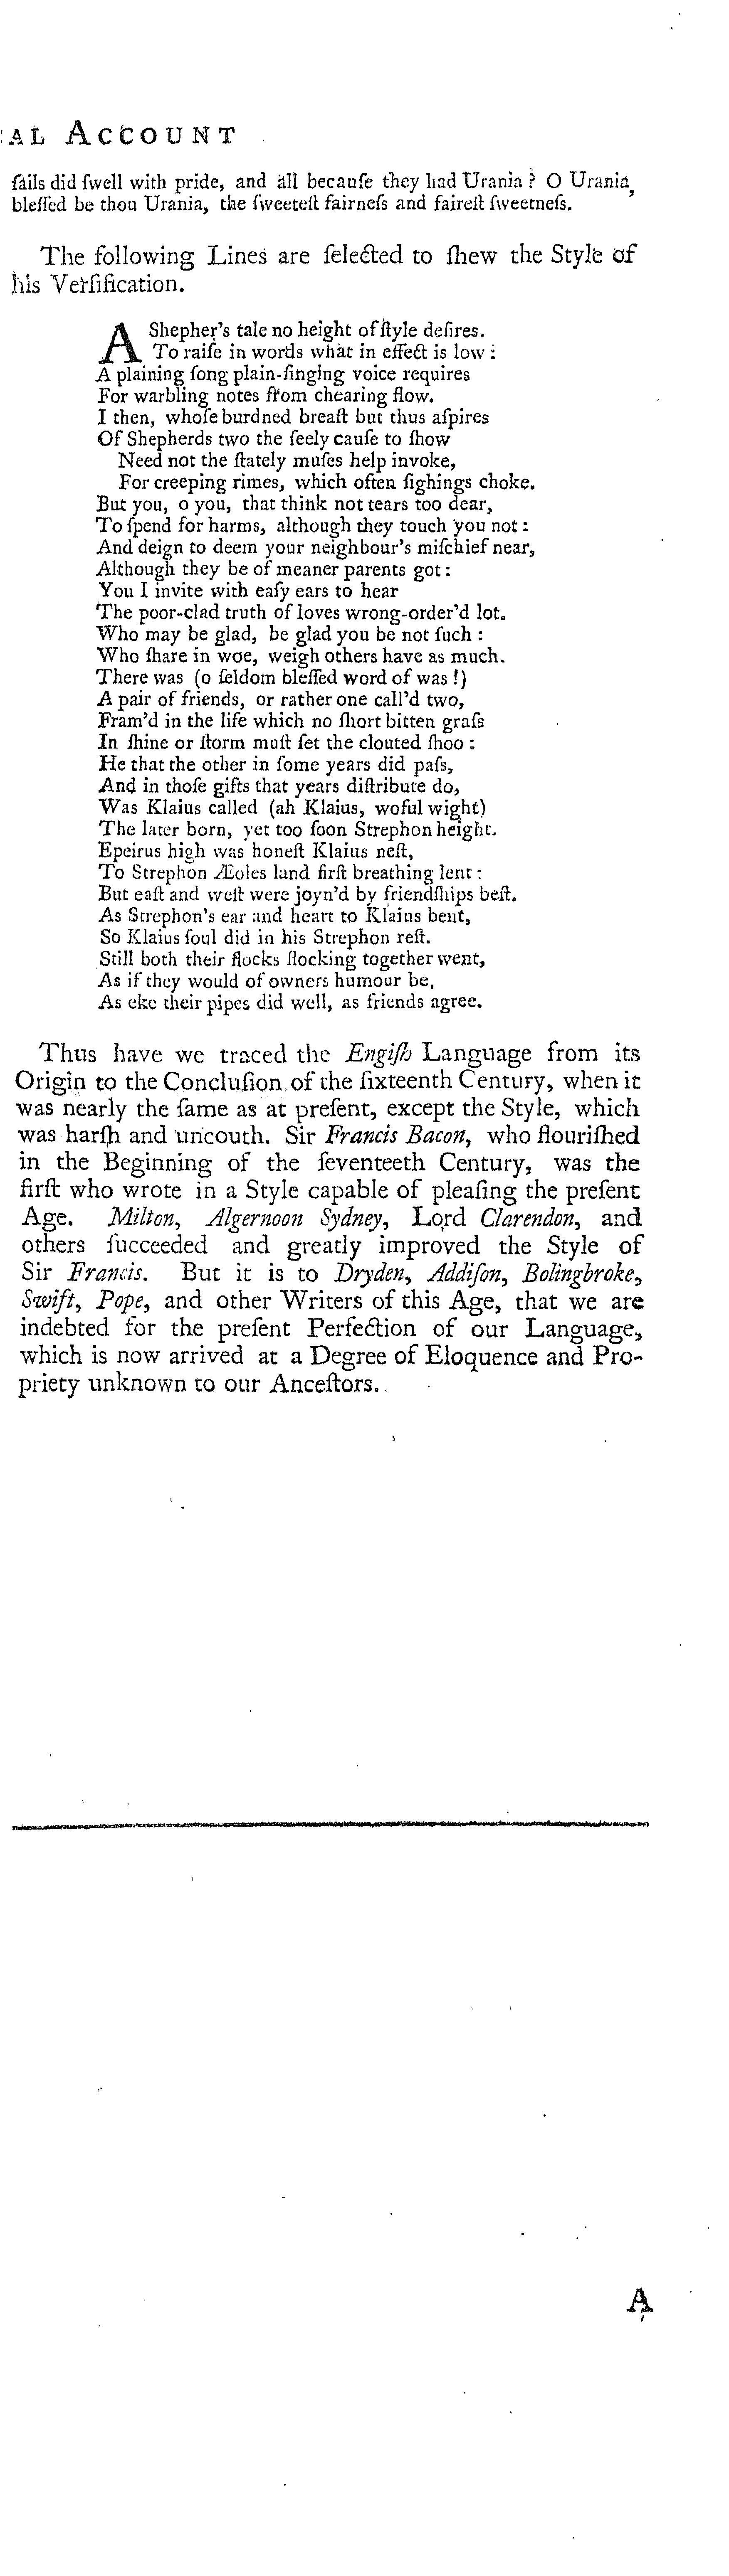 AL ACCOUNT
ſails did ſwell with pride, and all becauſe they had Urania? O Urania,
bleſſed be thou Urania, the ſweeteſt fairneſs and faireſt ſweetneſs.
The following Lines are ſelected to ſhew the Style of
his Verſification.
A Shepher's tale no height of ſtyle deſires.
To raiſe in words what in effect is low:
A plaining ſong plain-ſinging voice requires
For warbling notes from chearing flow.
I then, whoſe burdned breaſt but thus aſpires
Of Shepherds two the ſeely cauſe to ſhow
Need not the ſtately muſes help invoke,
For creeping rimes, which often ſighings choke.
But you, o you, that think not tears too dear,
To ſpend for harms, although they touch you not:
And deign to deem your neighbour's miſchief near,
Although they be of meaner parents got:
You I invite with eaſy ears to hear
The poor-clad truth of loves wrong-order'd lot.
Who may be glad, be glad you be not ſuch:
Who ſhare in woe, weigh others have as much.
There was (o ſeldom bleſſed word of was!)
A pair of friends, or rather one call'd two,
Fram'd in the life which no ſhort bitten graſs
In ſhine or ſtorm muſt ſet the clouted ſhoo:
He that the other in ſome years did paſs,
And in thoſe gifts that years diſtribute do,
Was Klaius called (ah Klaius, woful wight)
The later born, yet too ſoon Strephon height.
Epeirus high was honeſt Klaius neſt,
To Strephon Æoles land firſt breathing lent:
But eaſt and weſt were joyn'd by friendſhips beſt.
As Strephon's ear and heart to Klaius bent,
So Klaius ſoul did in his Strephon reſt.
Still both their flocks flocking together went,
As if they would of owners humour be,
As eke their pipes did well, as friends agree.
Thus have we traced the Engiſh Language from its
Origin to the Concluſion of the ſixteenth Century, when it
was nearly the ſame as at preſent, except the Style, which
was harſh and uncouth. Sir Francis Bacon, who flouriſhed
in the Beginning of the ſeventeeth Century, was the
firſt who wrote in a Style capable of pleaſing the preſent
Age. Milton, Algernoon Sydney, Lord Clarendon, and
others ſucceeded and greatly improved the Style of
Sir Francis. But it is to Dryden, Addiſon, Bolingbroke,
Swift, Pope, and other Writers of this Age, that we are
indebted for the preſent Perfection of our Language,
which is now arrived at a Degree of Eloquence and Pro-
priety unknown to our Anceſtors.
A